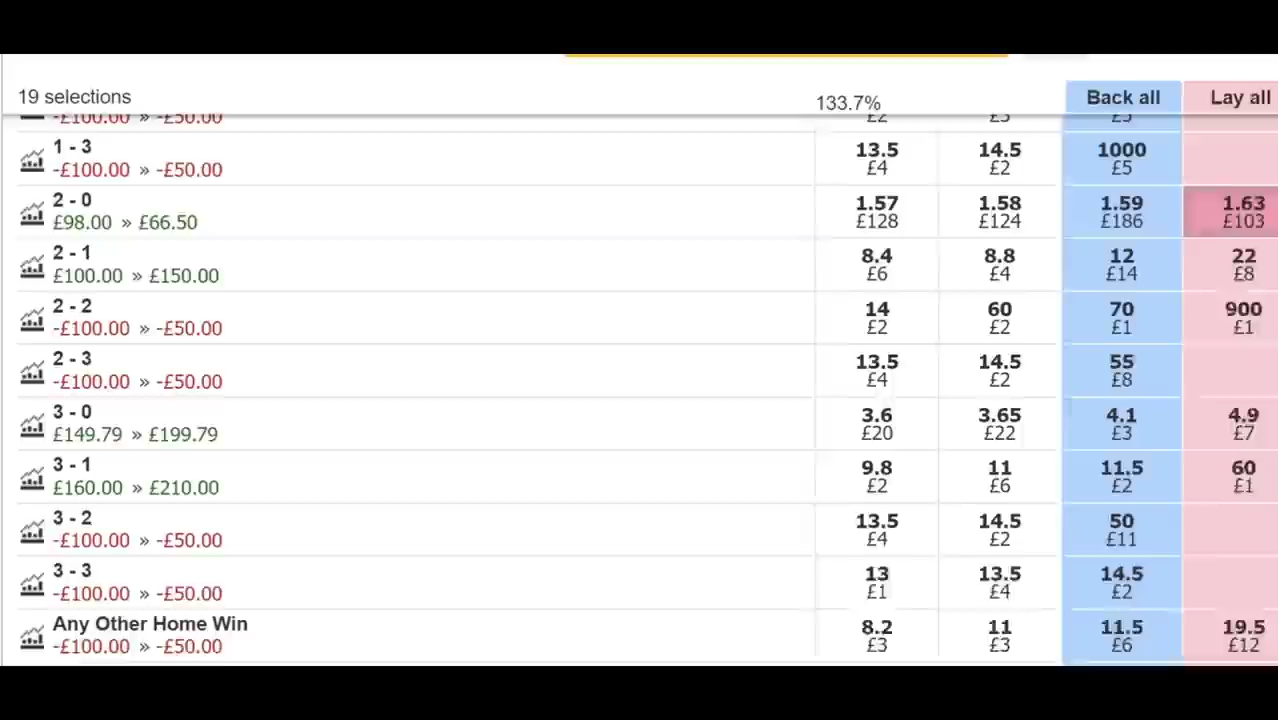 19 selections
133.7%
Back all
Lay all
-£100.00 » -£50.00
£2 £5 £5
1 - 3
13.5 14.5 1000
-£100.00 » -£50.00
£4 £2 £5
2 - 0
1.57 1.58 1.59 1.63
£98.00 » £66.50
£128 £124 £186 £103
2 - 1
8.4 8.8 12 22
£100.00 » £150.00
£6 £4 £14 £8
2 - 2
14 60 70 900
-£100.00 » -£50.00
£2 £2 £1 £1
2 - 3
13.5 14.5 55
-£100.00 » -£50.00
£4 £2 £8
3 - 0
3.6 3.65 4.1 4.9
£149.79 » £199.79
£20 £22 £3 £7
3 - 1
9.8 11 11.5 60
£160.00 » £210.00
£2 £6 £2 £1
3 - 2
13.5 14.5 50
-£100.00 » -£50.00
£4 £2 £11
3 - 3
13 13.5 14.5
-£100.00 » -£50.00
£1 £4 £2
Any Other Home Win
8.2 11 11.5 19.5
-£100.00 » -£50.00
£3 £3 £6 £12